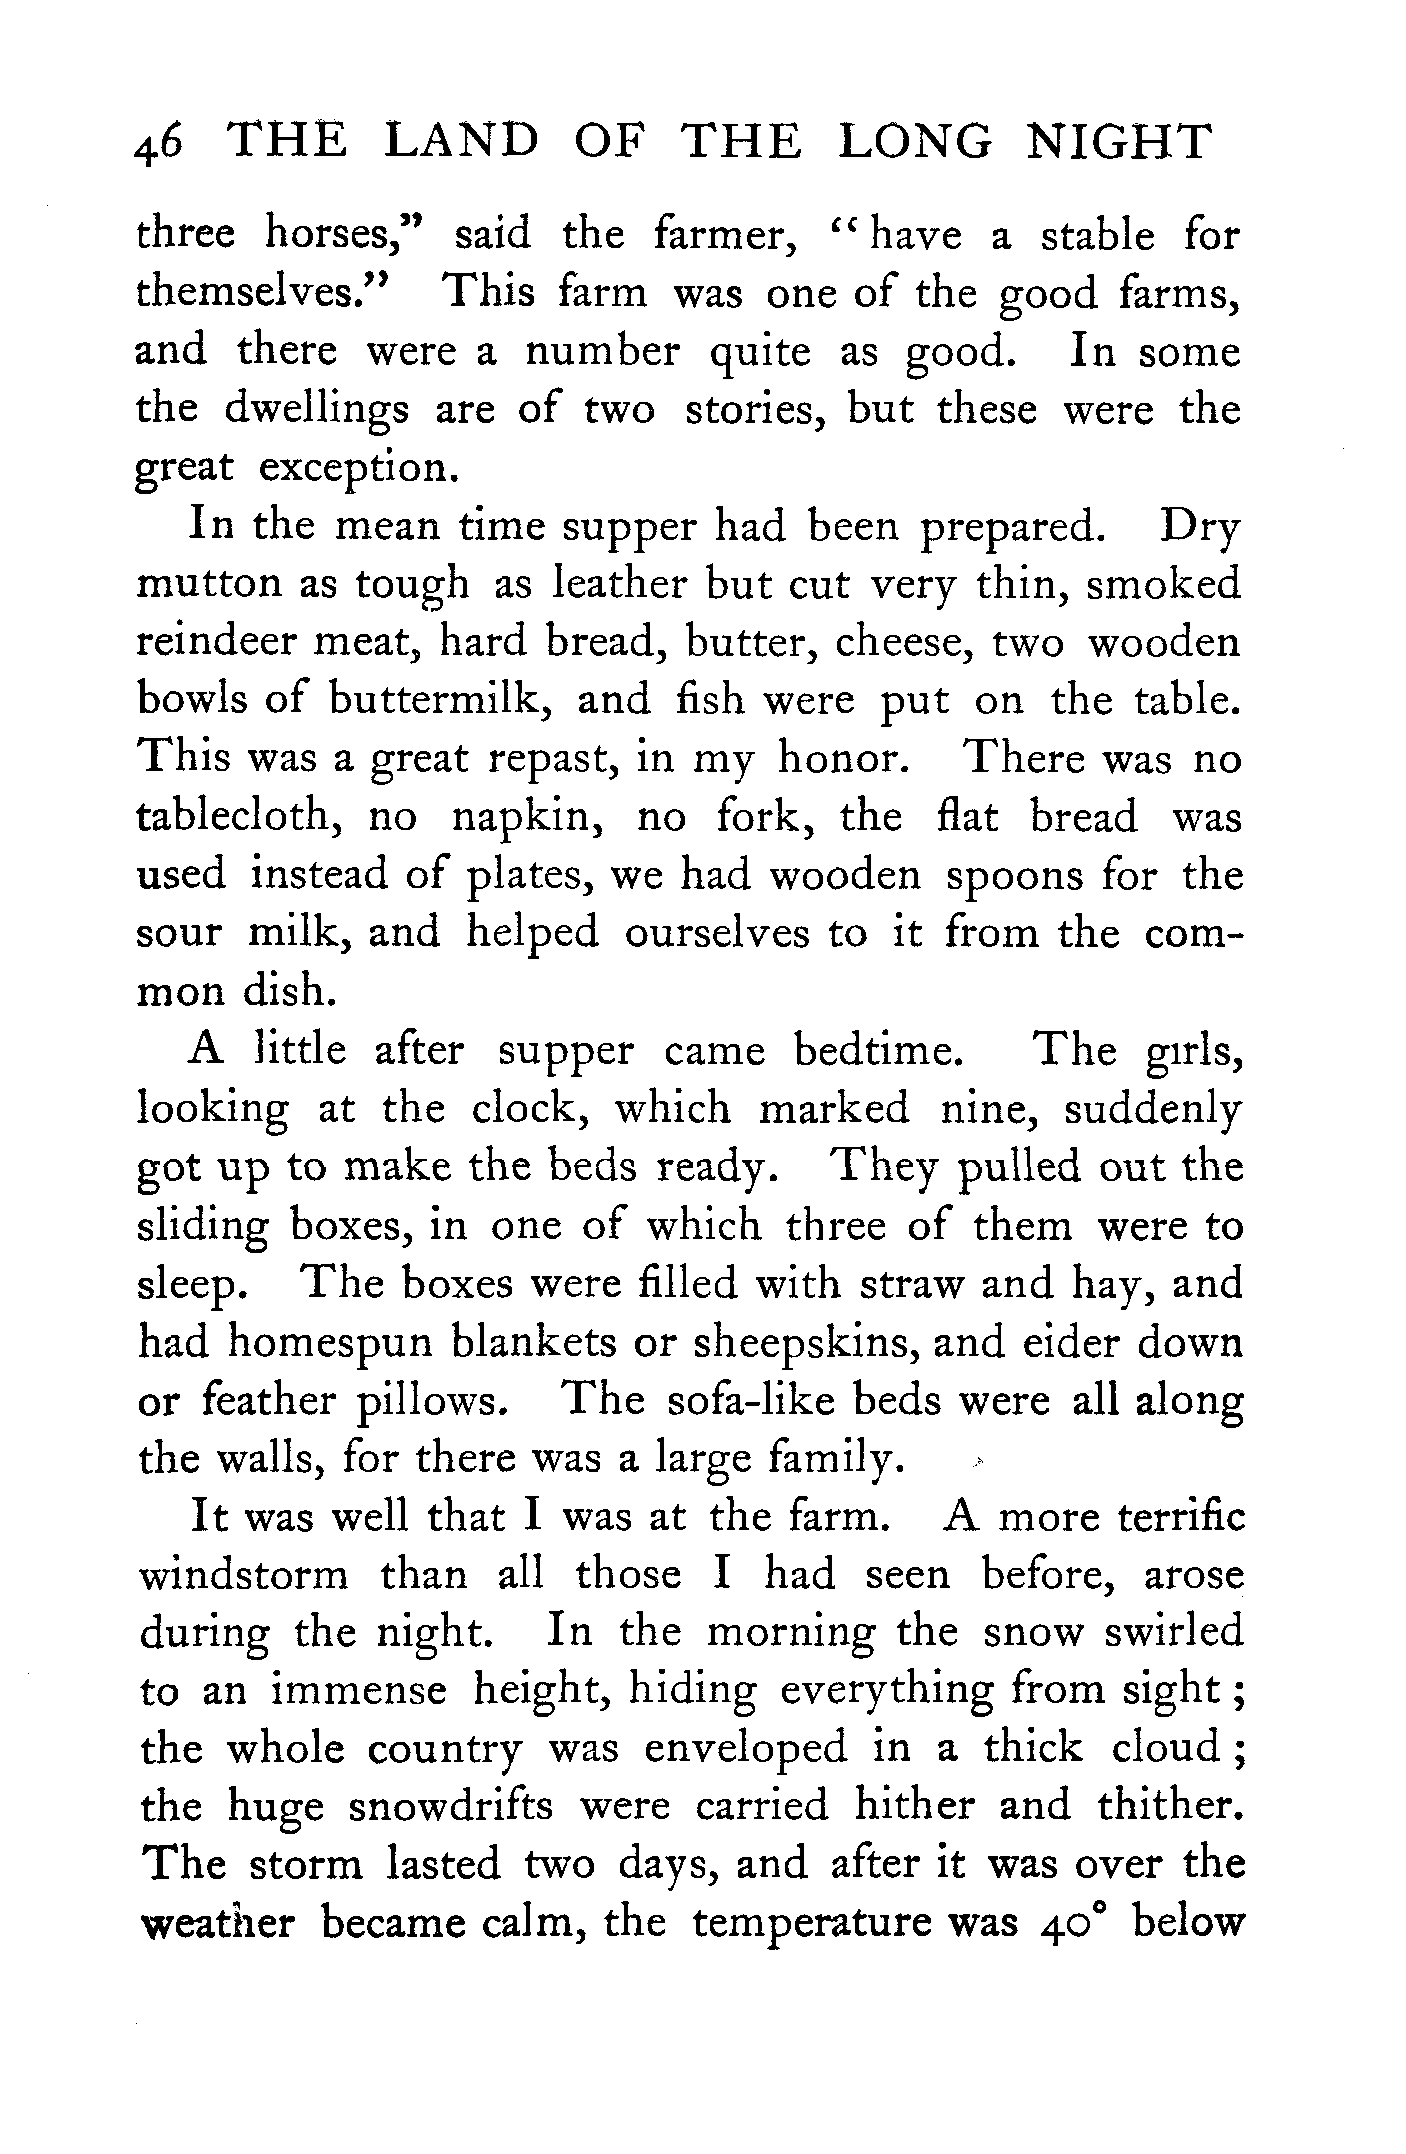 46 THE LAND OF THE LONG NIGHT
three horses,” said the farmer, “have a stable for
themselves.” This farm was one of the good farms,
and there were a number quite as good. In some
the dwellings are of two stories, but these were the
great exception.
In the mean time supper had been prepared. Dry
mutton as tough as leather but cut very thin, smoked
reindeer meat, hard bread, butter, cheese, two wooden
bowls of buttermilk, and fish were put on the table.
This was a great repast, in my honor. There was no
tablecloth, no napkin, no fork, the flat bread was
used instead of plates, we had wooden spoons for the
sour milk, and helped ourselves to it from the com-
mon dish.
A little after supper came bedtime. The girls,
looking at the clock, which marked nine, suddenly
got up to make the beds ready. They pulled out the
sliding boxes, in one of which three of them were to
sleep. The boxes were filled with straw and hay, and
had homespun blankets or sheepskins, and eider down
or feather pillows. The sofa-like beds were all along
the walls, for there was a large family.
It was well that I was at the farm. A more terrific
windstorm than all those I had seen before, arose
during the night. In the morning the snow swirled
to an immense height, hiding everything from sight;
the whole country was enveloped in a thick cloud;
the huge snowdrifts were carried hither and thither.
The storm lasted two days, and after it was over the
weather became calm, the temperature was 40° below